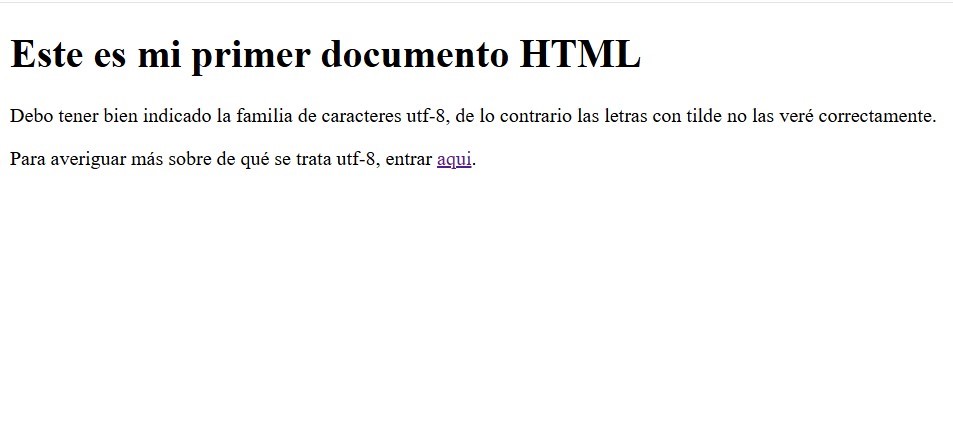 Este es mi primer documento HTML
Debo tener bien indicado la familia de caracteres utf-8, de lo contrario las letras con tilde no las veré correctamente.
Para averiguar más sobre de qué se trata utf-8, entrar aqui.